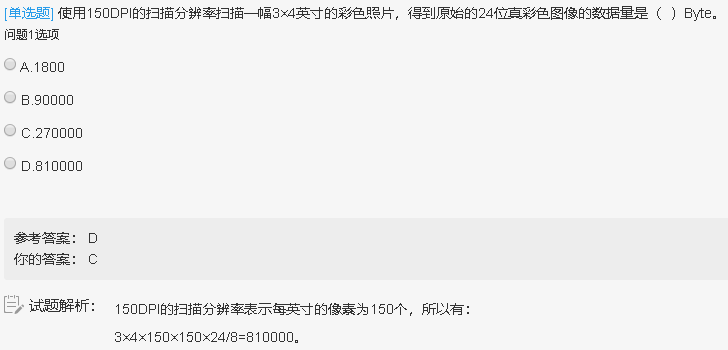 [单选题] 使用150DPI的扫描分辨率扫描一幅3×4英寸的彩色照片，得到原始的24位真彩色图像的数据量是（ ）Byte。
问题1选项
A.1800
B.90000
C.270000
D.810000
参考答案： D
你的答案： C
试题解析：
150DPI的扫描分辨率表示每英寸的像素为150个，所以有：
3×4×150×150×24/8=810000。